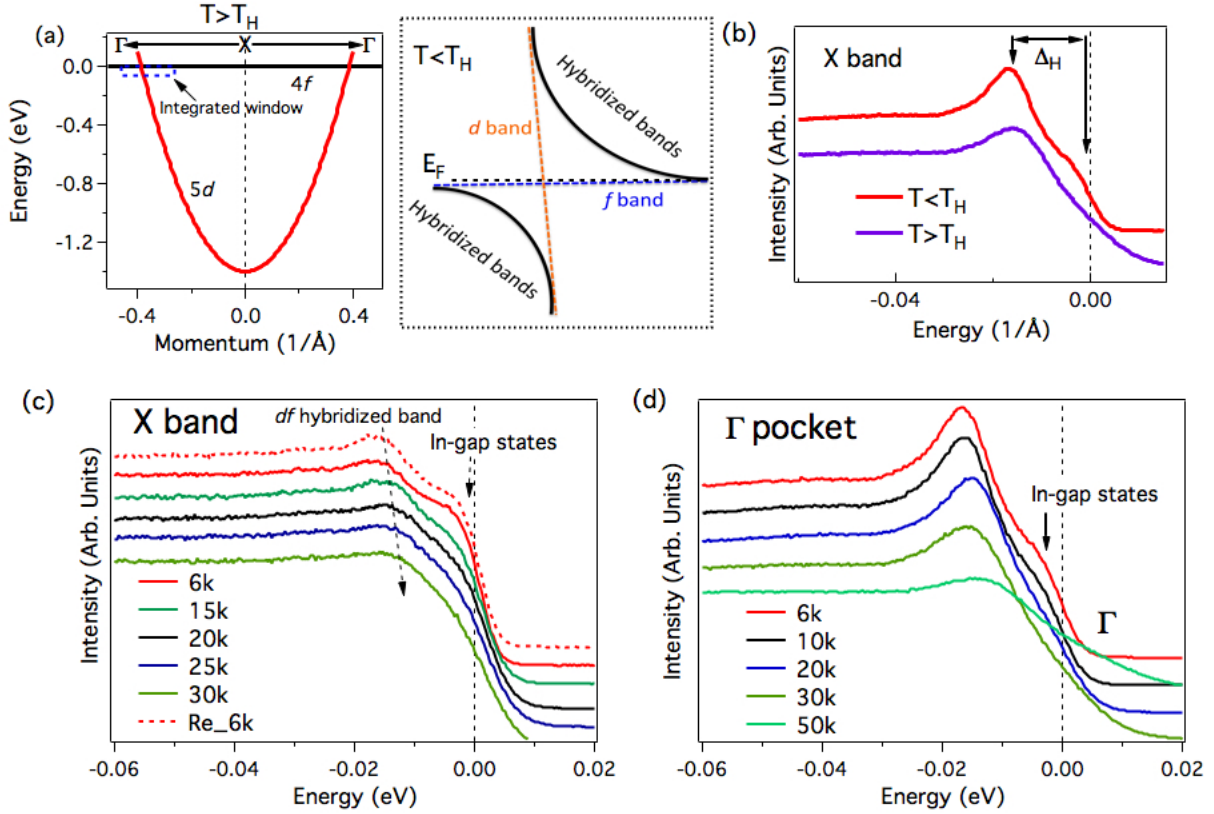 (a)
T>T_H
Γ X Γ
0.0
-0.4
-0.8
-1.2
Energy (eV)
4f
Integrated window
5d
-0.4 0.0 0.4
Momentum (1/Å)
T<T_H
Hybridized bands
d band
E_F
f band
Hybridized bands
(b)
X band
Δ_H
Intensity (Arb. Units)
T<T_H
T>T_H
-0.04 0.00
Energy (1/Å)
(c)
X band
df hybridized band
In-gap states
Intensity (Arb. Units)
6k
15k
20k
25k
30k
Re_6k
-0.06 -0.04 -0.02 0.00 0.02
Energy (eV)
(d)
Γ pocket
In-gap states
Intensity (Arb. Units)
Γ
6k
10k
20k
30k
50k
-0.06 -0.04 -0.02 0.00 0.02
Energy (eV)